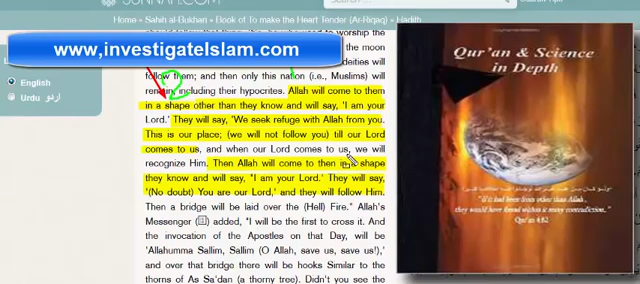 SUNNAH.COM
Home » Sahih al-Bukhari » Book of To make the Heart Tender (Ar-Riqaq) » Hadith
www,investigateIslam.com
the moon
deities will
follow them; and then only this nation (i.e., Muslims) will
remain, including their hypocrites. Allah will come to them
in a shape other than they know and will say, 'I am your
Lord.' They will say, 'We seek refuge with Allah from you.
This is our place; (we will not follow you) till our Lord
comes to us, and when our Lord comes to us, we will
recognize Him. Then Allah will come to then in a shape
they know and will say, "I am your Lord.' They will say,
'(No doubt) You are our Lord,' and they will follow Him.
Then a bridge will be laid over the (Hell) Fire." Allah's
Messenger (ﷺ) added, "I will be the first to cross it. And
the invocation of the Apostles on that Day, will be
'Allahumma Sallim, Sallim (O Allah, save us, save us!),'
and over that bridge there will be hooks Similar to the
thorns of As Sa'dan (a thorny tree). Didn't you see the
2
English
Urdu اردو
Qur'an & Science
in Depth
"if it had been from other than Allah,
they would have found within it many contradiction."
Qur'an 4:82